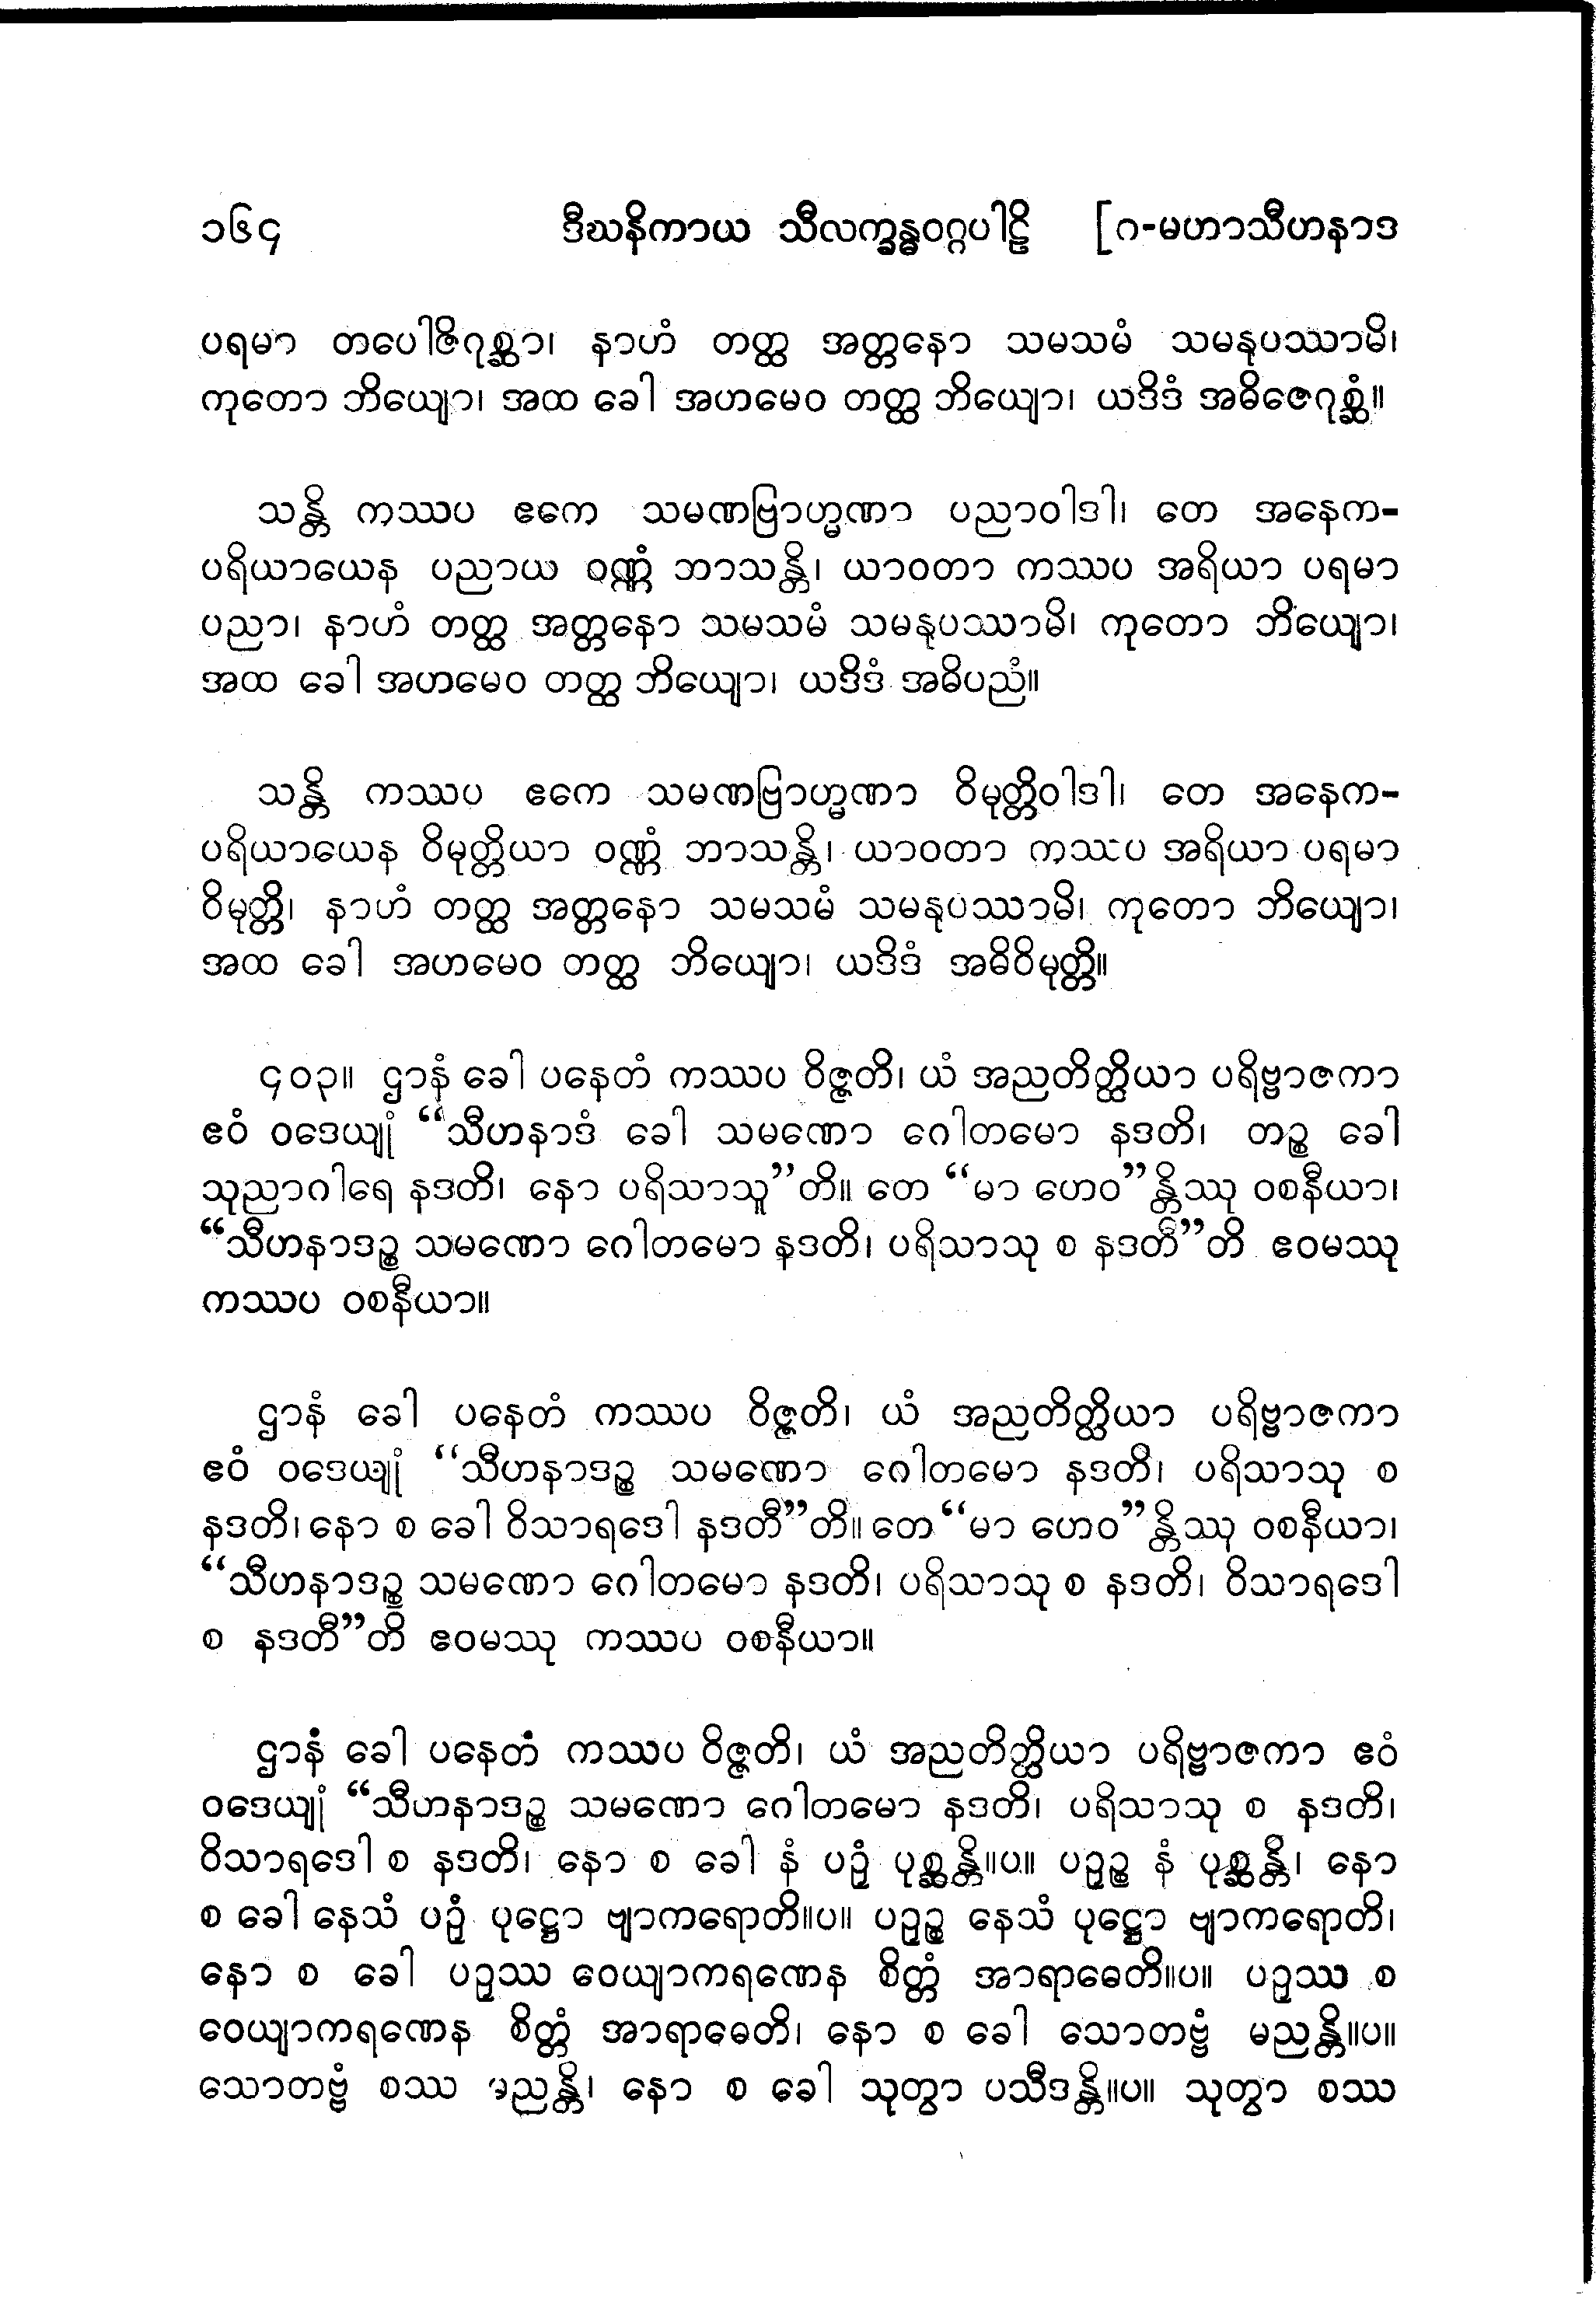 ၁၆၄ ဒီဃနိကာယ သီလက္ခန္ဓဝဂ္ဂပါဠိ [၈-မဟာသီဟနာဒ
ပရမာ တပေါဇိဂုစ္ဆာ၊ နာဟံ တတ္ထ အတ္တနော သမသမံ သမနုပဿာမိ၊
ကုတော ဘိယျော၊ အထ ခေါ အဟမေဝ တတ္ထ ဘိယျော၊ ယဒိဒံ အဓိဇေဂုစ္ဆံ။
သန္တိ ကဿပ ဧကေ သမဏဗြာဟ္မဏာ ပညာဝါဒါ၊ တေ အနေက-
ပရိယာယေန ပညာယ ဝဏ္ဏံ ဘာသန္တိ၊ ယာဝတာ ကဿပ အရိယာ ပရမာ
ပညာ၊ နာဟံ တတ္ထ အတ္တနော သမသမံ သမနုပဿာမိ၊ ကုတော ဘိယျော၊
အထ ခေါ အဟမေဝ တတ္ထ ဘိယျော၊ ယဒိဒံ အဓိပညံ။
သန္တိ ကဿပ ဧကေ သမဏဗြာဟ္မဏာ ဝိမုတ္တိဝါဒါ၊ တေ အနေက-
ပရိယာယေန ဝိမုတ္တိယာ ဝဏ္ဏံ ဘာသန္တိ၊ ယာဝတာ ကဿပ အရိယာ ပရမာ
ဝိမုတ္တိ၊ နာဟံ တတ္ထ အတ္တနော သမသမံ သမနုပဿာမိ၊ ကုတော ဘိယျော၊
အထ ခေါ အဟမေဝ တတ္ထ ဘိယျော၊ ယဒိဒံ အဓိဝိမုတ္တိ။
၄၀၃။ ဌာနံ ခေါ ပနေတံ ကဿပ ဝိဇ္ဇတိ၊ ယံ အညတိတ္ထိယာ ပရိဗ္ဗာဇကာ
ဧဝံ ဝဒေယျုံ “သီဟနာဒံ ခေါ သမဏော ဂေါတမော နဒတိ၊ တဉ္စ ခေါ
သုညာဂါရေ နဒတိ၊ နော ပရိသာသူ”တိ။ တေ “မာ ဟေဝ”န္တိဿု ဝစနီယာ၊
“သီဟနာဒဉ္စ သမဏော ဂေါတမော နဒတိ၊ ပရိသာသု စ နဒတီ”တိ ဧဝမဿု
ကဿပ ဝစနီယာ။
ဌာနံ ခေါ ပနေတံ ကဿပ ဝိဇ္ဇတိ၊ ယံ အညတိတ္ထိယာ ပရိဗ္ဗာဇကာ
ဧဝံ ဝဒေယျုံ “သီဟနာဒဉ္စ သမဏော ဂေါတမော နဒတိ၊ ပရိသာသု စ
နဒတိ၊ နော စ ခေါ ဝိသာရဒေါ နဒတီ”တိ။ တေ “မာ ဟေဝ”န္တိဿု ဝစနီယာ၊
“သီဟနာဒဉ္စ သမဏော ဂေါတမော နဒတိ၊ ပရိသာသု စ နဒတိ၊ ဝိသာရဒေါ
စ နဒတီ”တိ ဧဝမဿု ကဿပ ဝစနီယာ။
ဌာနံ ခေါ ပနေတံ ကဿပ ဝိဇ္ဇတိ၊ ယံ အညတိတ္ထိယာ ပရိဗ္ဗာဇကာ ဧဝံ
ဝဒေယျုံ “သီဟနာဒဉ္စ သမဏော ဂေါတမော နဒတိ၊ ပရိသာသု စ နဒတိ၊
ဝိသာရဒေါ စ နဒတိ၊ နော စ ခေါ နံ ပဉှံ ပုစ္ဆန္တိ။ပ။ ပဉှဉ္စ နံ ပုစ္ဆန္တိ၊ နော
စ ခေါ နေသံ ပဉှံ ပုဋ္ဌော ဗျာကရောတိ။ပ။ ပဉှဉ္စ နေသံ ပုဋ္ဌော ဗျာကရောတိ၊
နော စ ခေါ ပဉှဿ ဝေယျာကရဏေန စိတ္တံ အာရာဓေတိ။ပ။ ပဉှဿ စ
ဝေယျာကရဏေန စိတ္တံ အာရာဓေတိ၊ နော စ ခေါ သောတဗ္ဗံ မညန္တိ။ပ။
သောတဗ္ဗံ စဿ မညန္တိ၊ နော စ ခေါ သုတွာ ပသီဒန္တိ။ပ။ သုတွာ စဿ